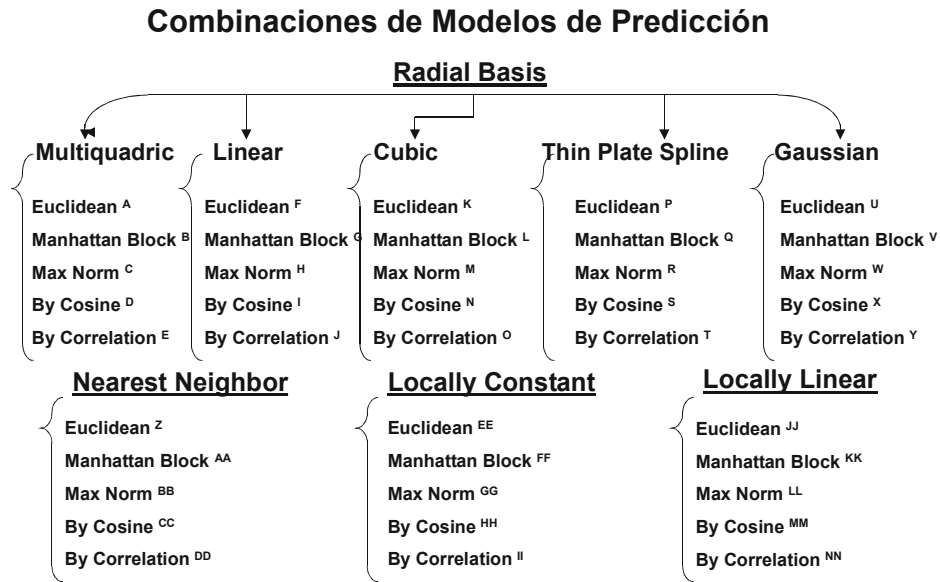 Combinaciones de Modelos de Predicción
Radial Basis
Multiquadric
Euclidean A
Manhattan Block B
Max Norm C
By Cosine D
By Correlation E
Linear
Euclidean F
Manhattan Block G
Max Norm H
By Cosine I
By Correlation J
Cubic
Euclidean K
Manhattan Block L
Max Norm M
By Cosine N
By Correlation O
Thin Plate Spline
Euclidean P
Manhattan Block Q
Max Norm R
By Cosine S
By Correlation T
Gaussian
Euclidean U
Manhattan Block V
Max Norm W
By Cosine X
By Correlation Y
Nearest Neighbor
Euclidean Z
Manhattan Block AA
Max Norm BB
By Cosine CC
By Correlation DD
Locally Constant
Euclidean EE
Manhattan Block FF
Max Norm GG
By Cosine HH
By Correlation II
Locally Linear
Euclidean JJ
Manhattan Block KK
Max Norm LL
By Cosine MM
By Correlation NN